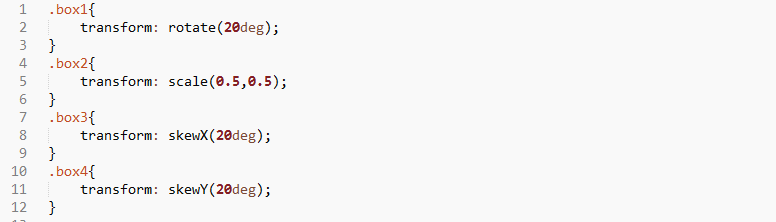 1 .box1{
2     transform: rotate(20deg);
3 }
4 .box2{
5     transform: scale(0.5,0.5);
6 }
7 .box3{
8     transform: skewX(20deg);
9 }
10 .box4{
11     transform: skewY(20deg);
12 }